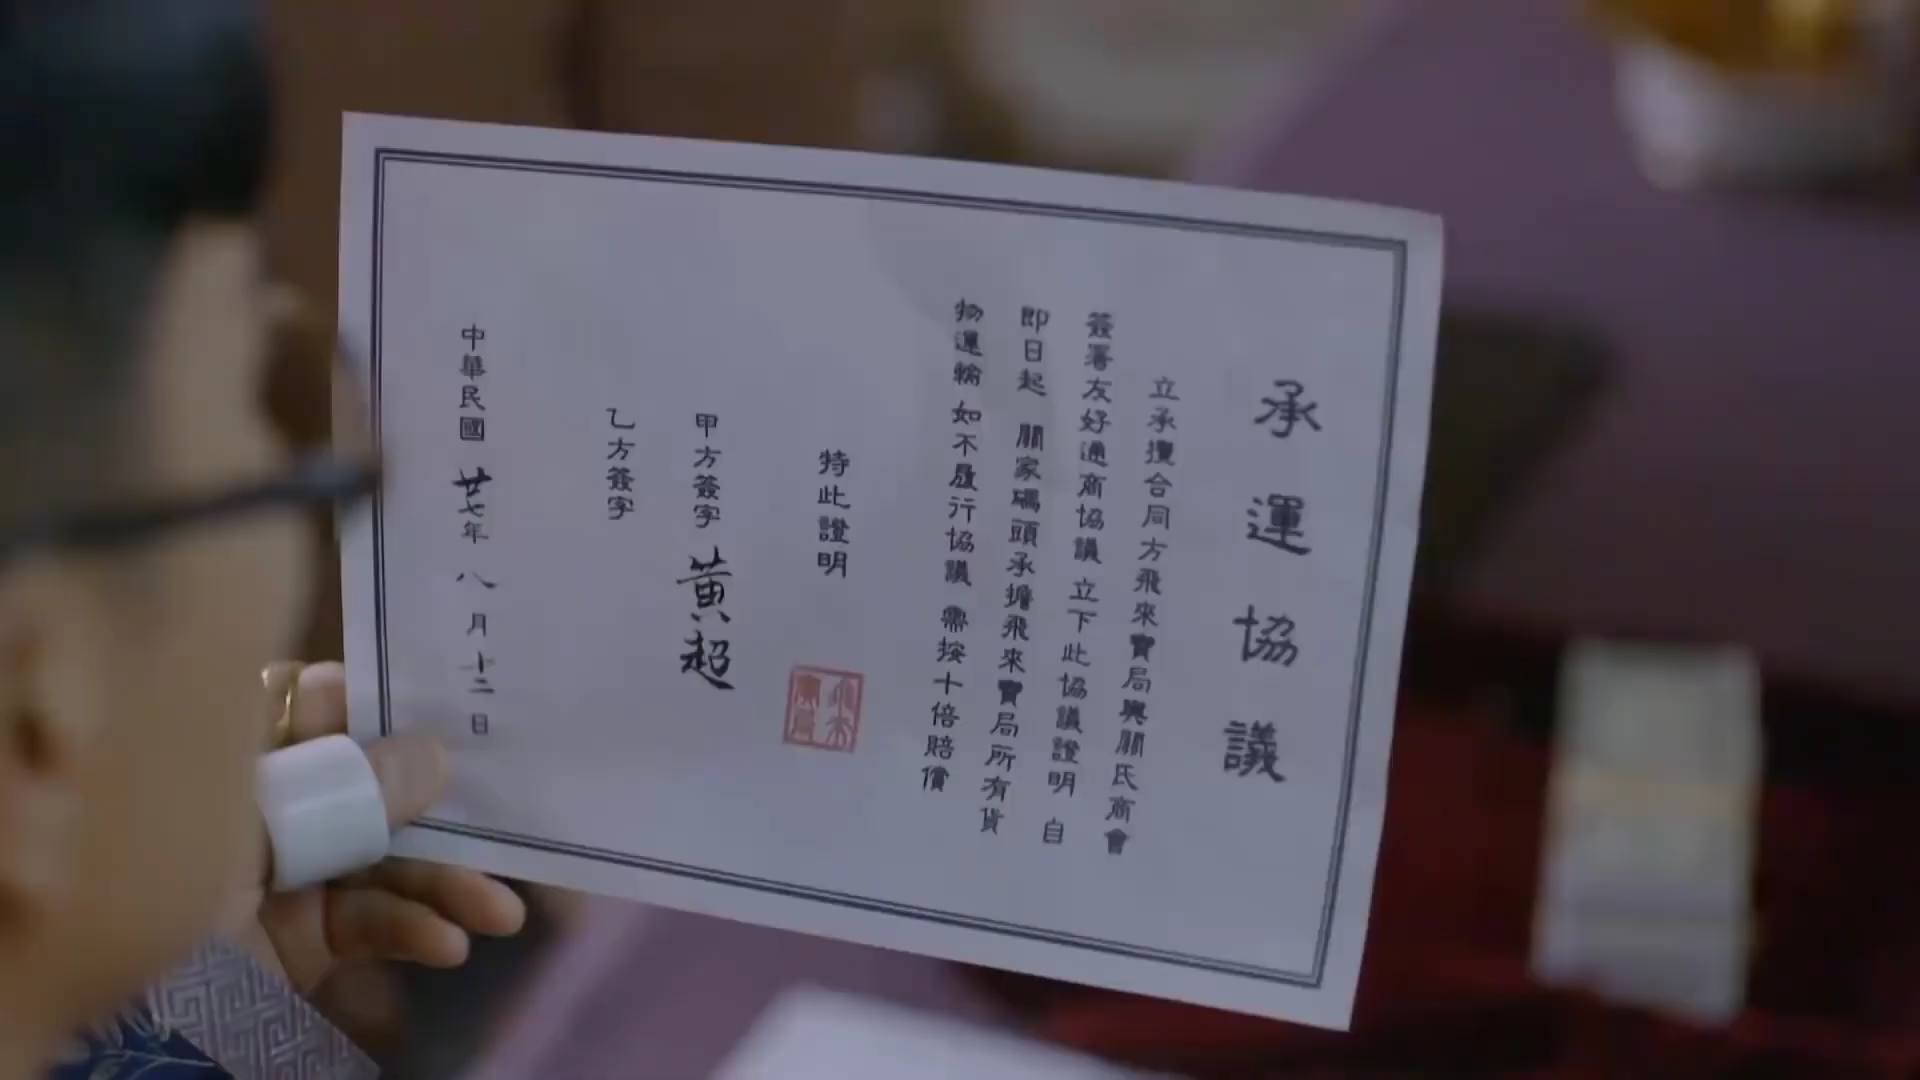 承運協議
立承攬合同方飛來寶局與關氏商會
簽署友好通商協議 立下此協議證明 自
即日起 關家碼頭承擔飛來寶局所有貨
物運輸 如不履行協議 需按十倍賠償
特此證明
甲方簽字 黃超
乙方簽字
中華民國 廿七年 八月 十二日